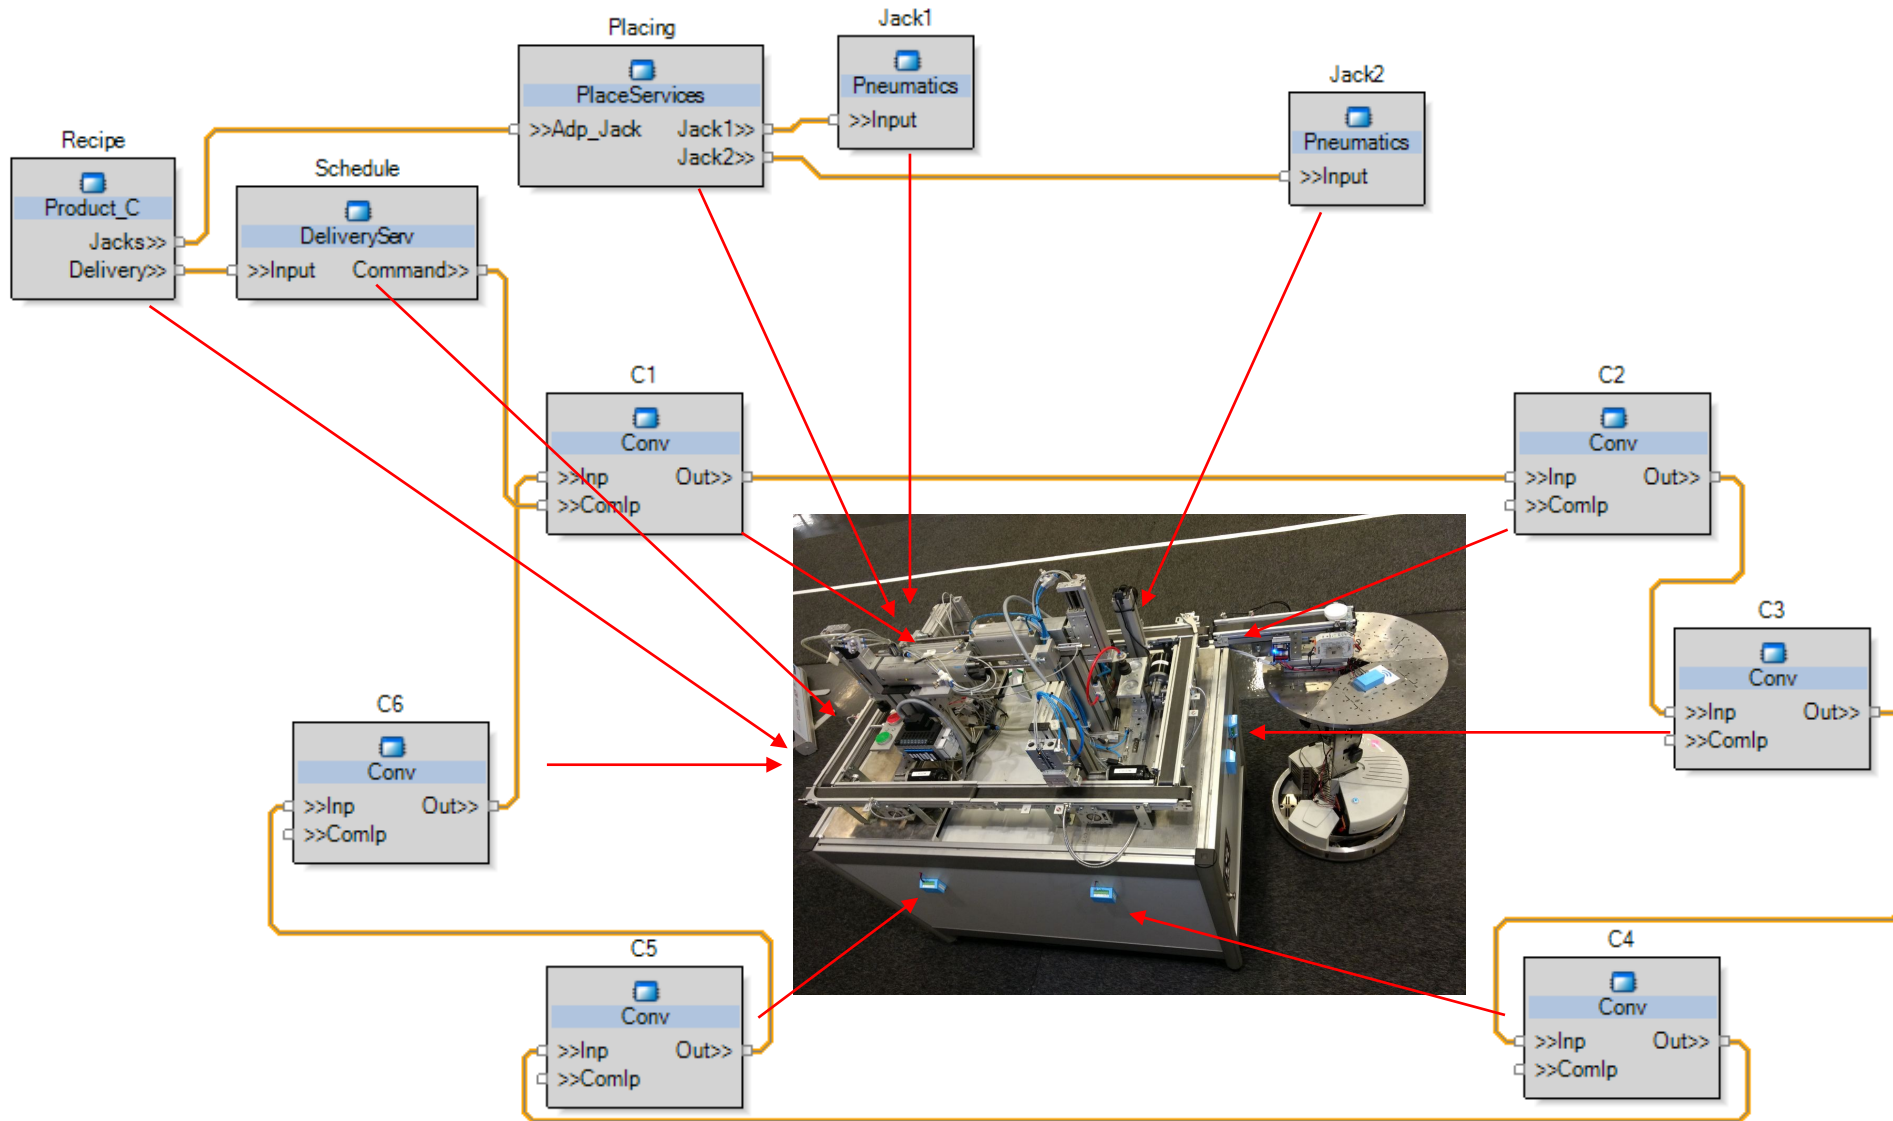 Placing
PlaceServices
>>Adp_Jack Jack1>>
Jack2>>
Jack1
Pneumatics
>>Input
Jack2
Pneumatics
>>Input
Recipe
Product_C
Jacks>>
Delivery>>
Schedule
DeliveryServ
>>Input Command>>
C1
Conv
>>Inp Out>>
>>ComIp
C2
Conv
>>Inp Out>>
>>ComIp
C3
Conv
>>Inp Out>>
>>ComIp
C6
Conv
>>Inp Out>>
>>ComIp
C5
Conv
>>Inp Out>>
>>ComIp
C4
Conv
>>Inp Out>>
>>ComIp